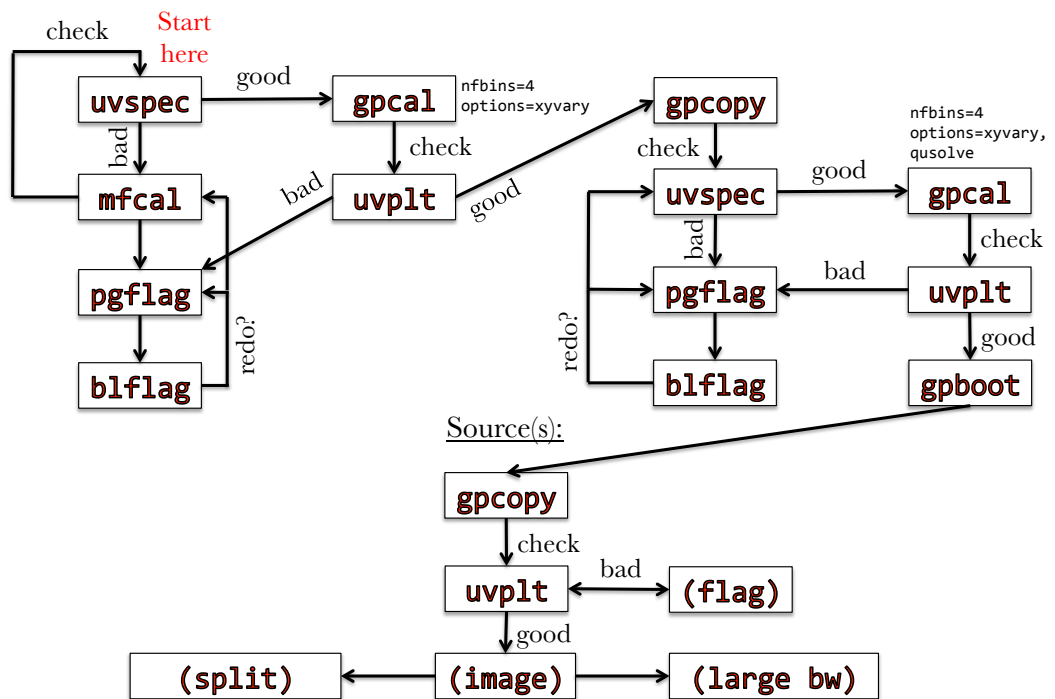 check
Start
here
uvspec
good
gpcal
nfbins=4
options=xyvary
bad
check
mfcal
bad
uvplt
good
pgflag
redo?
blflag
gpcopy
check
nfbins=4
options=xyvary,
qusolve
uvspec
good
gpcal
bad
check
pgflag
bad
uvplt
redo?
good
blflag
gpboot
Source(s):
gpcopy
check
uvplt
bad
(flag)
good
(split)
(image)
(large bw)